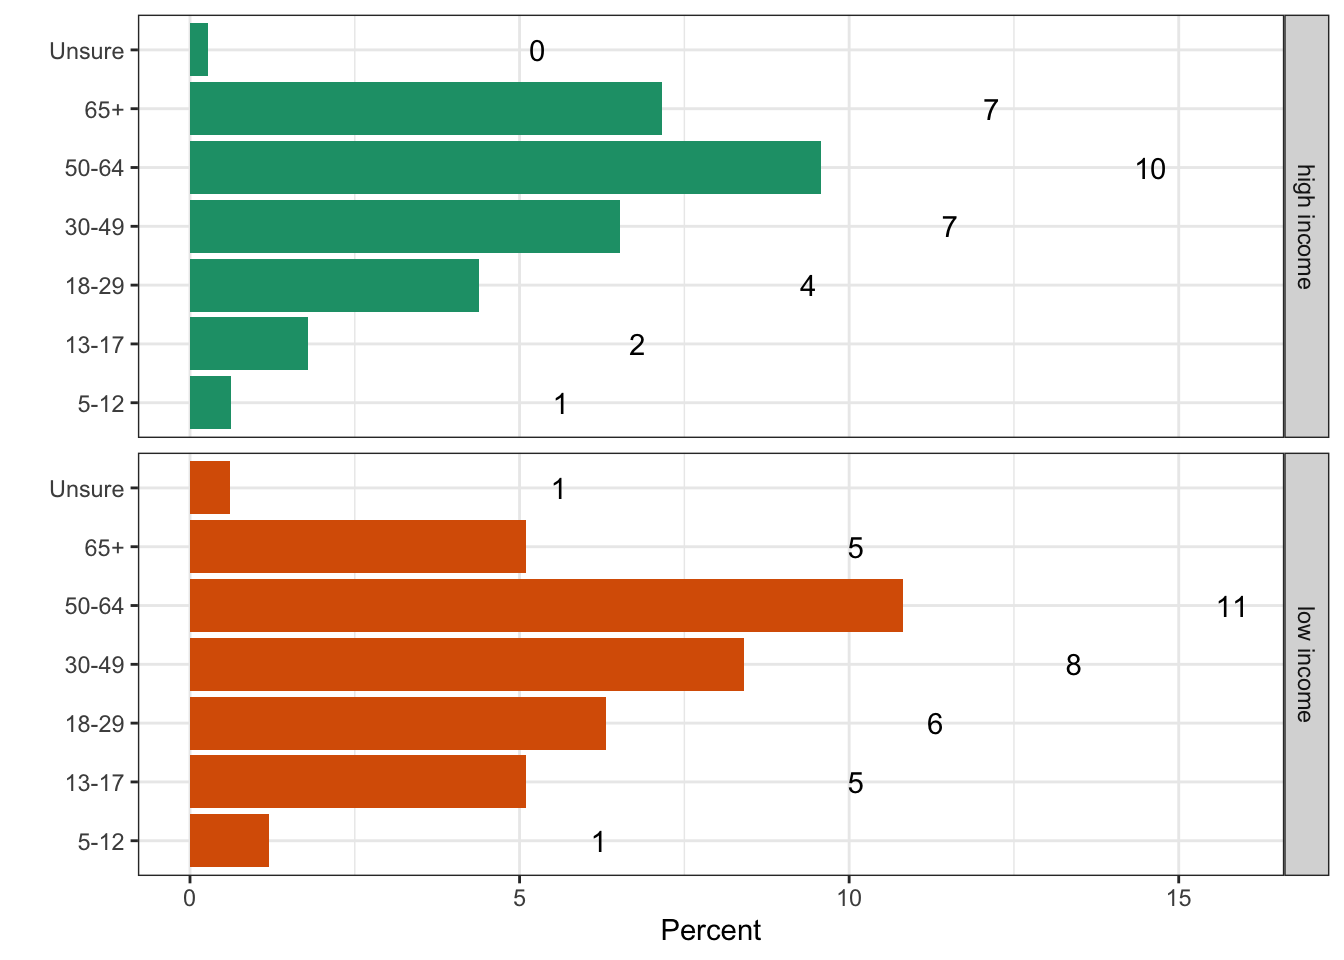 Unsure 0
65+ 7
50-64 10
30-49 7
18-29 4
13-17 2
5-12 1
high income
Unsure 1
65+ 5
50-64 11
30-49 8
18-29 6
13-17 5
5-12 1
low income
0 5 10 15
Percent